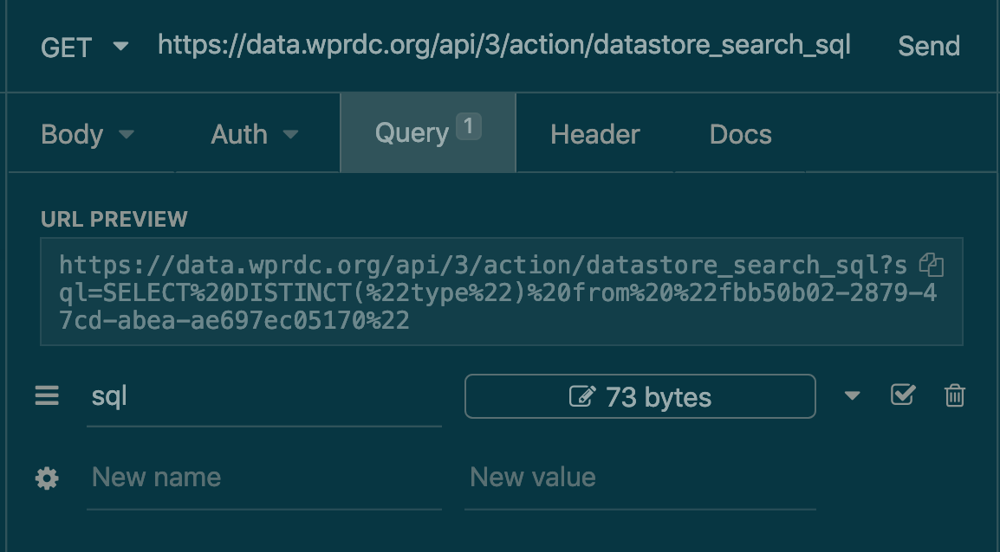 GET https://data.wprdc.org/api/3/action/datastore_search_sql Send
Body Auth Query 1 Header Docs
URL PREVIEW
https://data.wprdc.org/api/3/action/datastore_search_sql?s
ql=SELECT%20DISTINCT(%22type%22)%20from%20%22fbb50b02-2879-4
7cd-abea-ae697ec05170%22
sql 73 bytes
New name New value